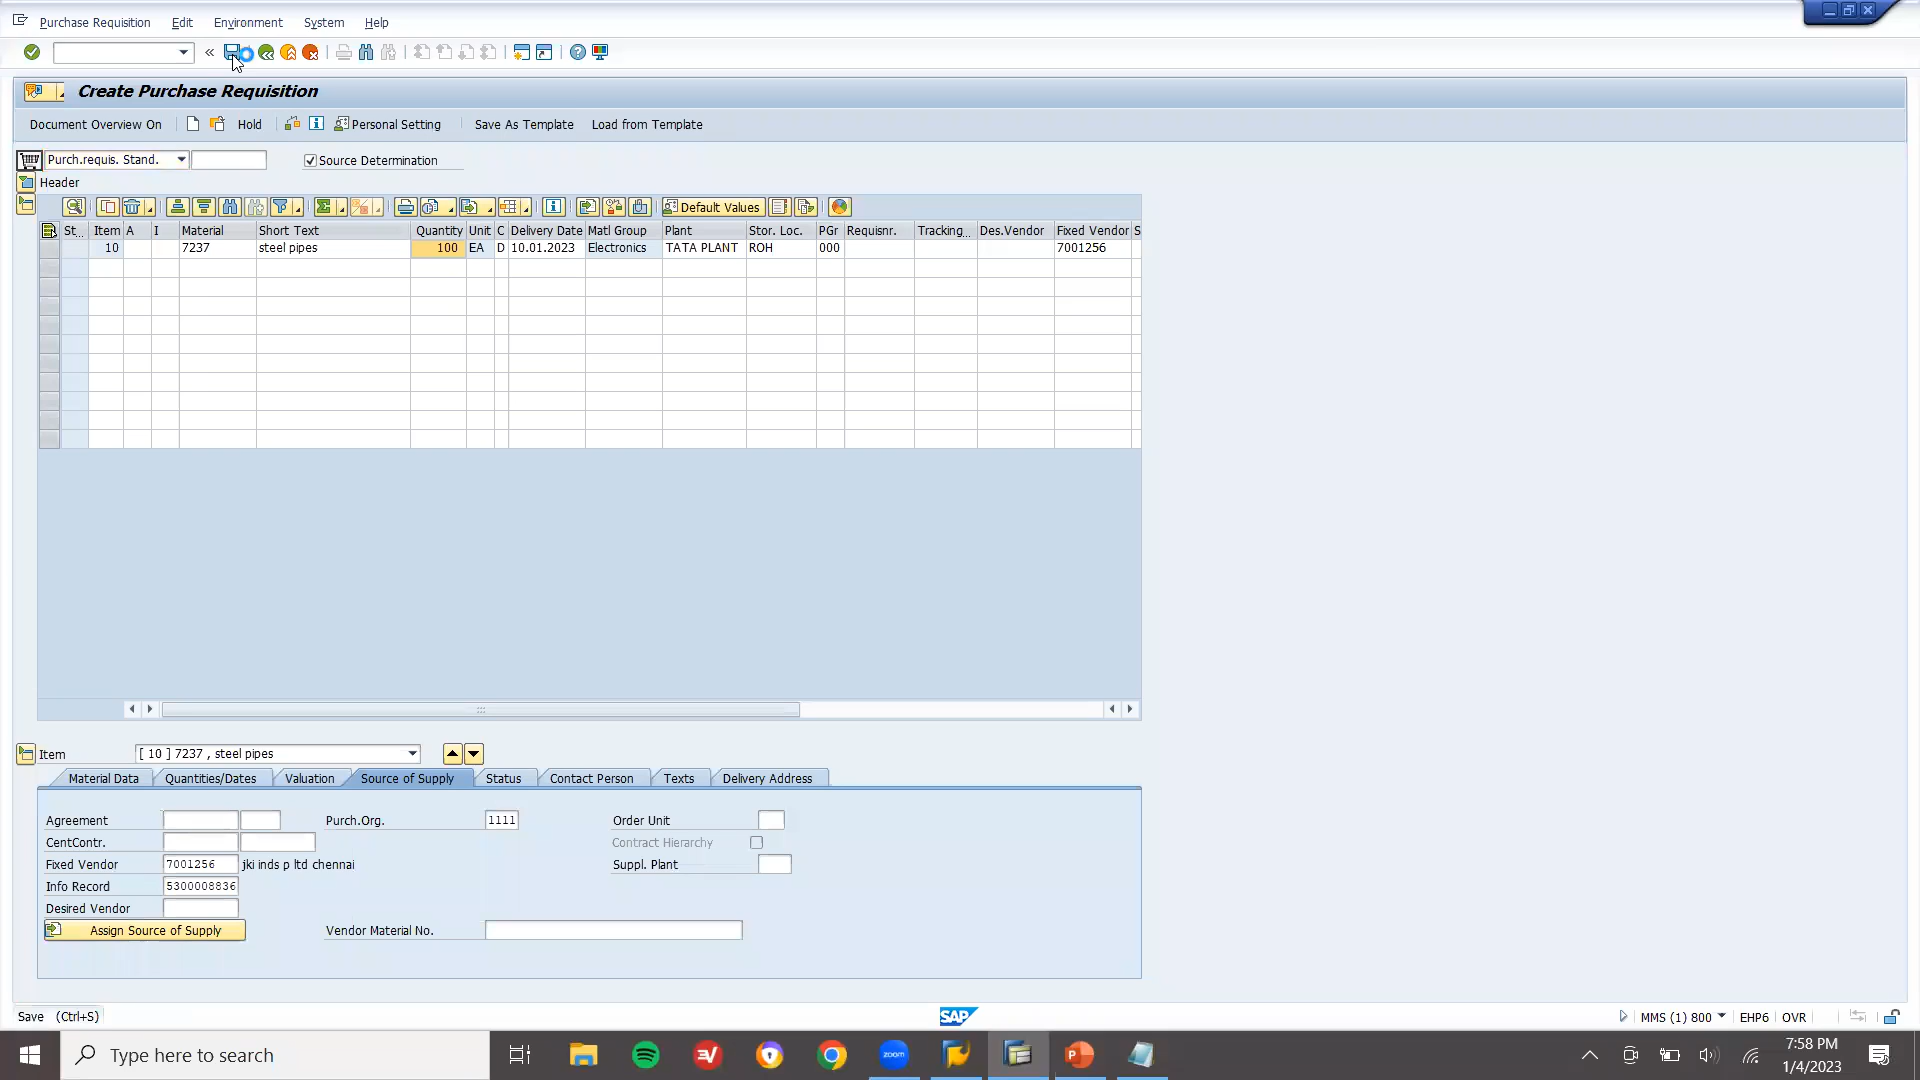 Purchase Requisition Edit Environment System Help
Create Purchase Requisition
Document Overview On Hold Personal Setting Save As Template Load from Template
Purch.requis. Stand. Source Determination
Header
Default Values
St... Item A I Material Short Text Quantity Unit C Delivery Date Matl Group Plant Stor. Loc. PGr Requisnr. Tracking... Des.Vendor Fixed Vendor S
10 7237 steel pipes 100 EA D 10.01.2023 Electronics TATA PLANT ROH 000 7001256
Item [ 10 ] 7237 , steel pipes
Material Data Quantities/Dates Valuation Source of Supply Status Contact Person Texts Delivery Address
Agreement Purch.Org. 1111 Order Unit
CentContr. Contract Hierarchy
Fixed Vendor 7001256 jki inds p ltd chennai Suppl. Plant
Info Record 5300008836
Desired Vendor
Assign Source of Supply Vendor Material No.
Save (Ctrl+S) SAP MMS (1) 800 EHP6 OVR
Type here to search zoom 7:58 PM
1/4/2023